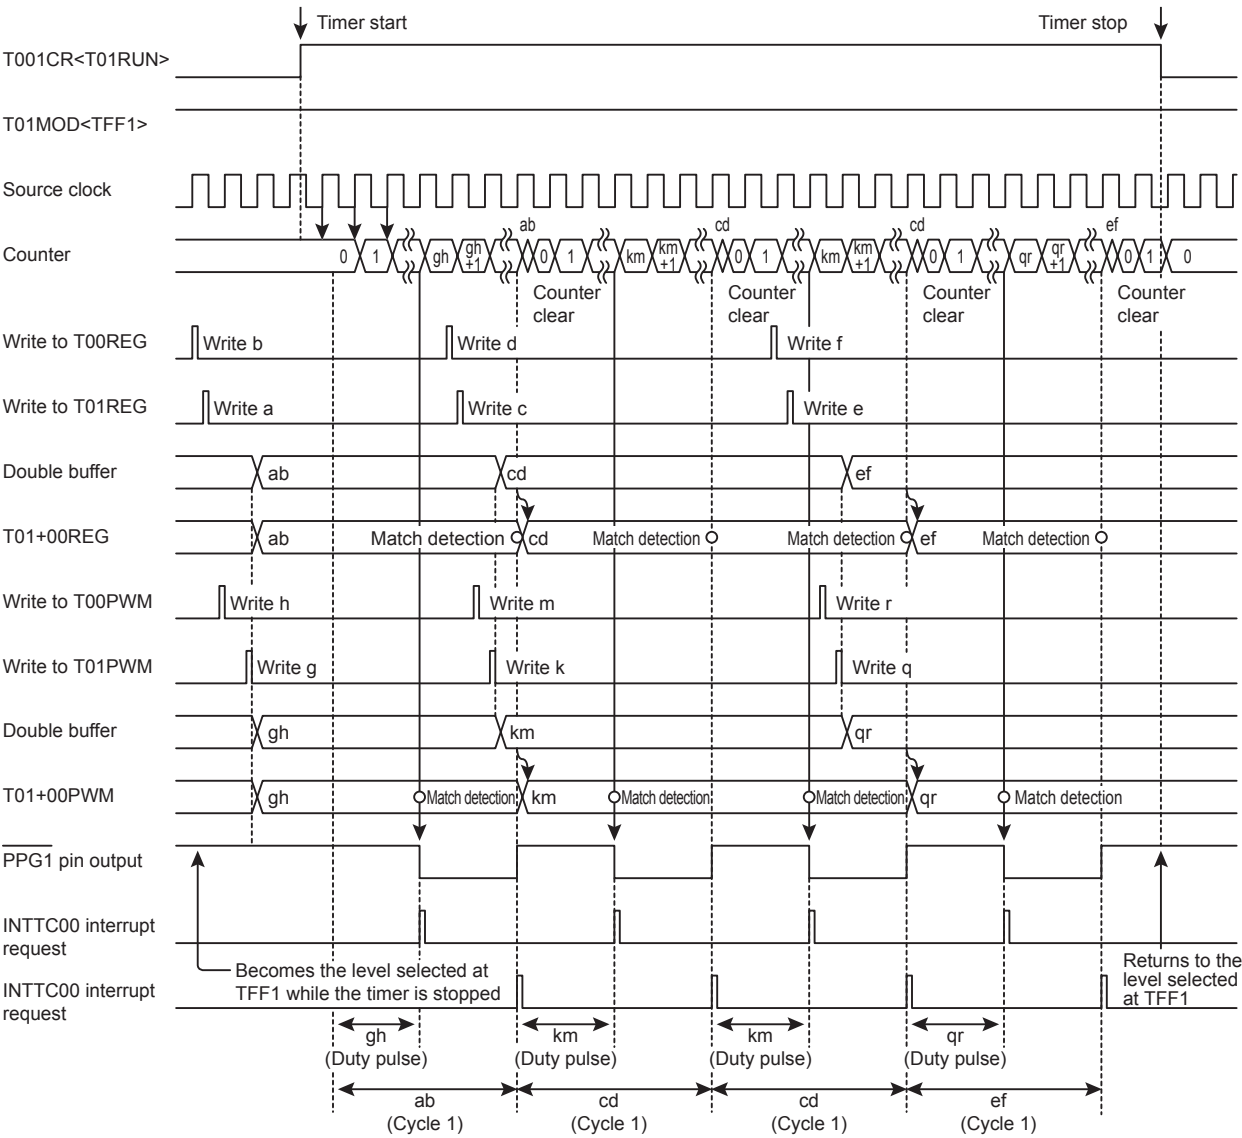 Timer start
Timer stop
T001CR<T01RUN>
T01MOD<TFF1>
Source clock
ab cd cd ef
Counter
0 1 gh gh+1 0 1 km km+1 0 1 km km+1 0 1 qr qr+1 0 1 0
Counter clear
Counter clear
Counter clear
Counter clear
Write to T00REG
Write b
Write d
Write f
Write to T01REG
Write a
Write c
Write e
Double buffer
ab
cd
ef
T01+00REG
ab
Match detection
cd
Match detection
Match detection
ef
Match detection
Write to T00PWM
Write h
Write m
Write r
Write to T01PWM
Write g
Write k
Write q
Double buffer
gh
km
qr
T01+00PWM
gh
Match detection
km
Match detection
Match detection
qr
Match detection
PPG1 pin output
INTTC00 interrupt
request
Becomes the level selected at
TFF1 while the timer is stopped
Returns to the
level selected
at TFF1
INTTC00 interrupt
request
gh
(Duty pulse)
km
(Duty pulse)
km
(Duty pulse)
qr
(Duty pulse)
ab
(Cycle 1)
cd
(Cycle 1)
cd
(Cycle 1)
ef
(Cycle 1)